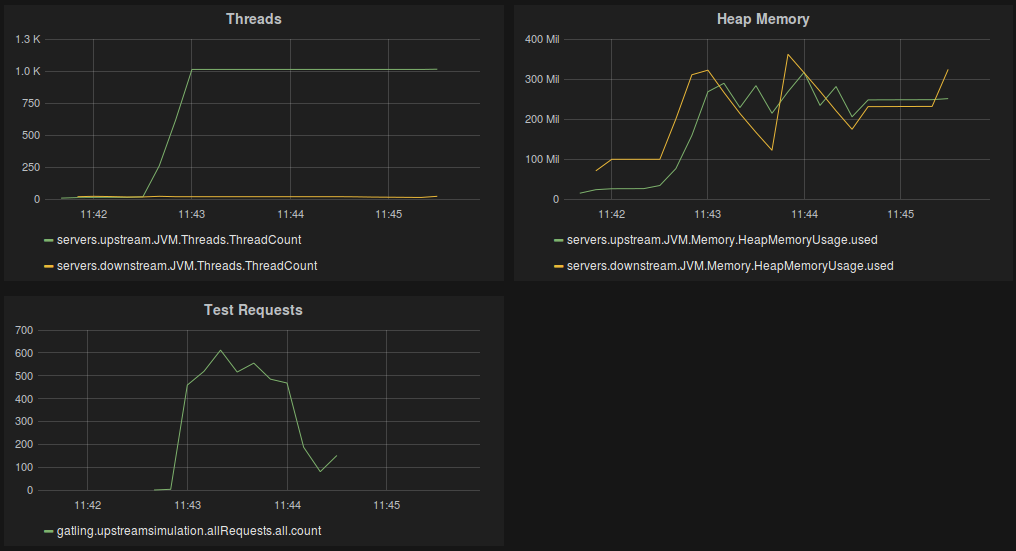 Threads
1.3 K
1.0 K
750
500
250
0
11:42 11:43 11:44 11:45
servers.upstream.JVM.Threads.ThreadCount
servers.downstream.JVM.Threads.ThreadCount
Heap Memory
400 Mil
300 Mil
200 Mil
100 Mil
0
11:42 11:43 11:44 11:45
servers.upstream.JVM.Memory.HeapMemoryUsage.used
servers.downstream.JVM.Memory.HeapMemoryUsage.used
Test Requests
700
600
500
400
300
200
100
0
11:42 11:43 11:44 11:45
gatling.upstreamsimulation.allRequests.all.count